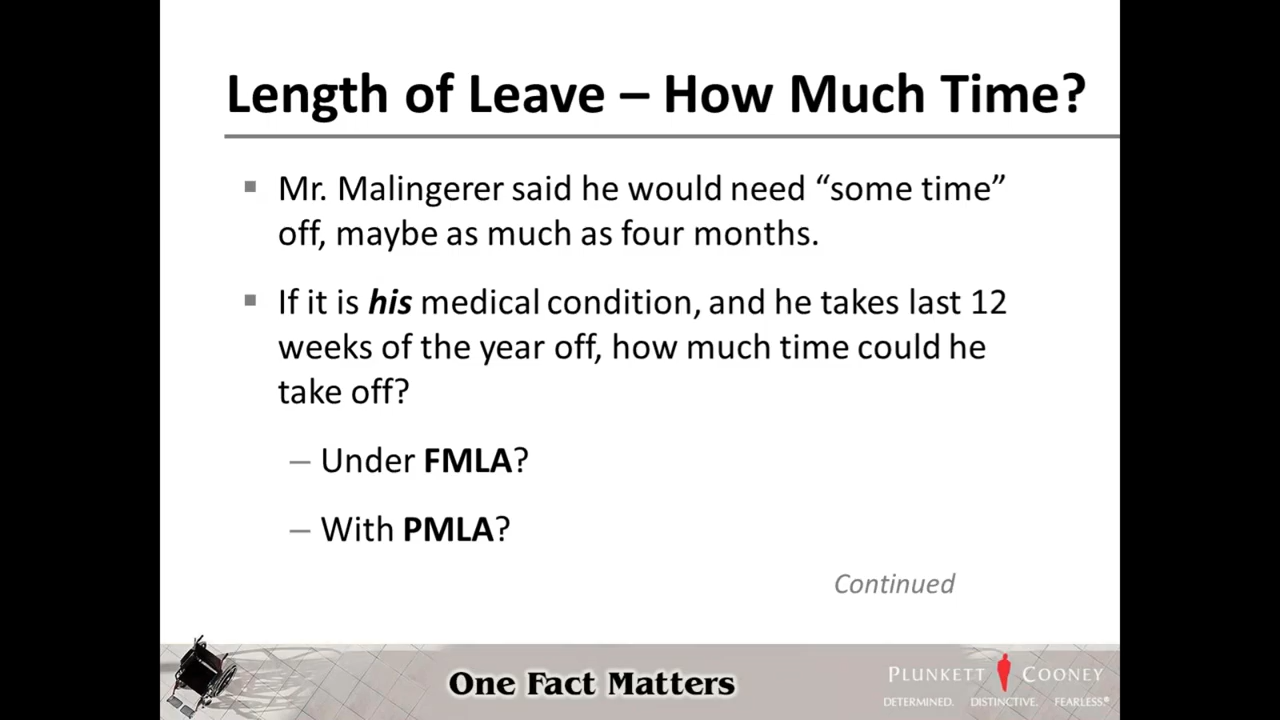 Length of Leave – How Much Time?
▪ Mr. Malingerer said he would need “some time”
off, maybe as much as four months.
▪ If it is his medical condition, and he takes last 12
weeks of the year off, how much time could he
take off?
– Under FMLA?
– With PMLA?
Continued
One Fact Matters
PLUNKETT COONEY
DETERMINED. DISTINCTIVE. FEARLESS.®